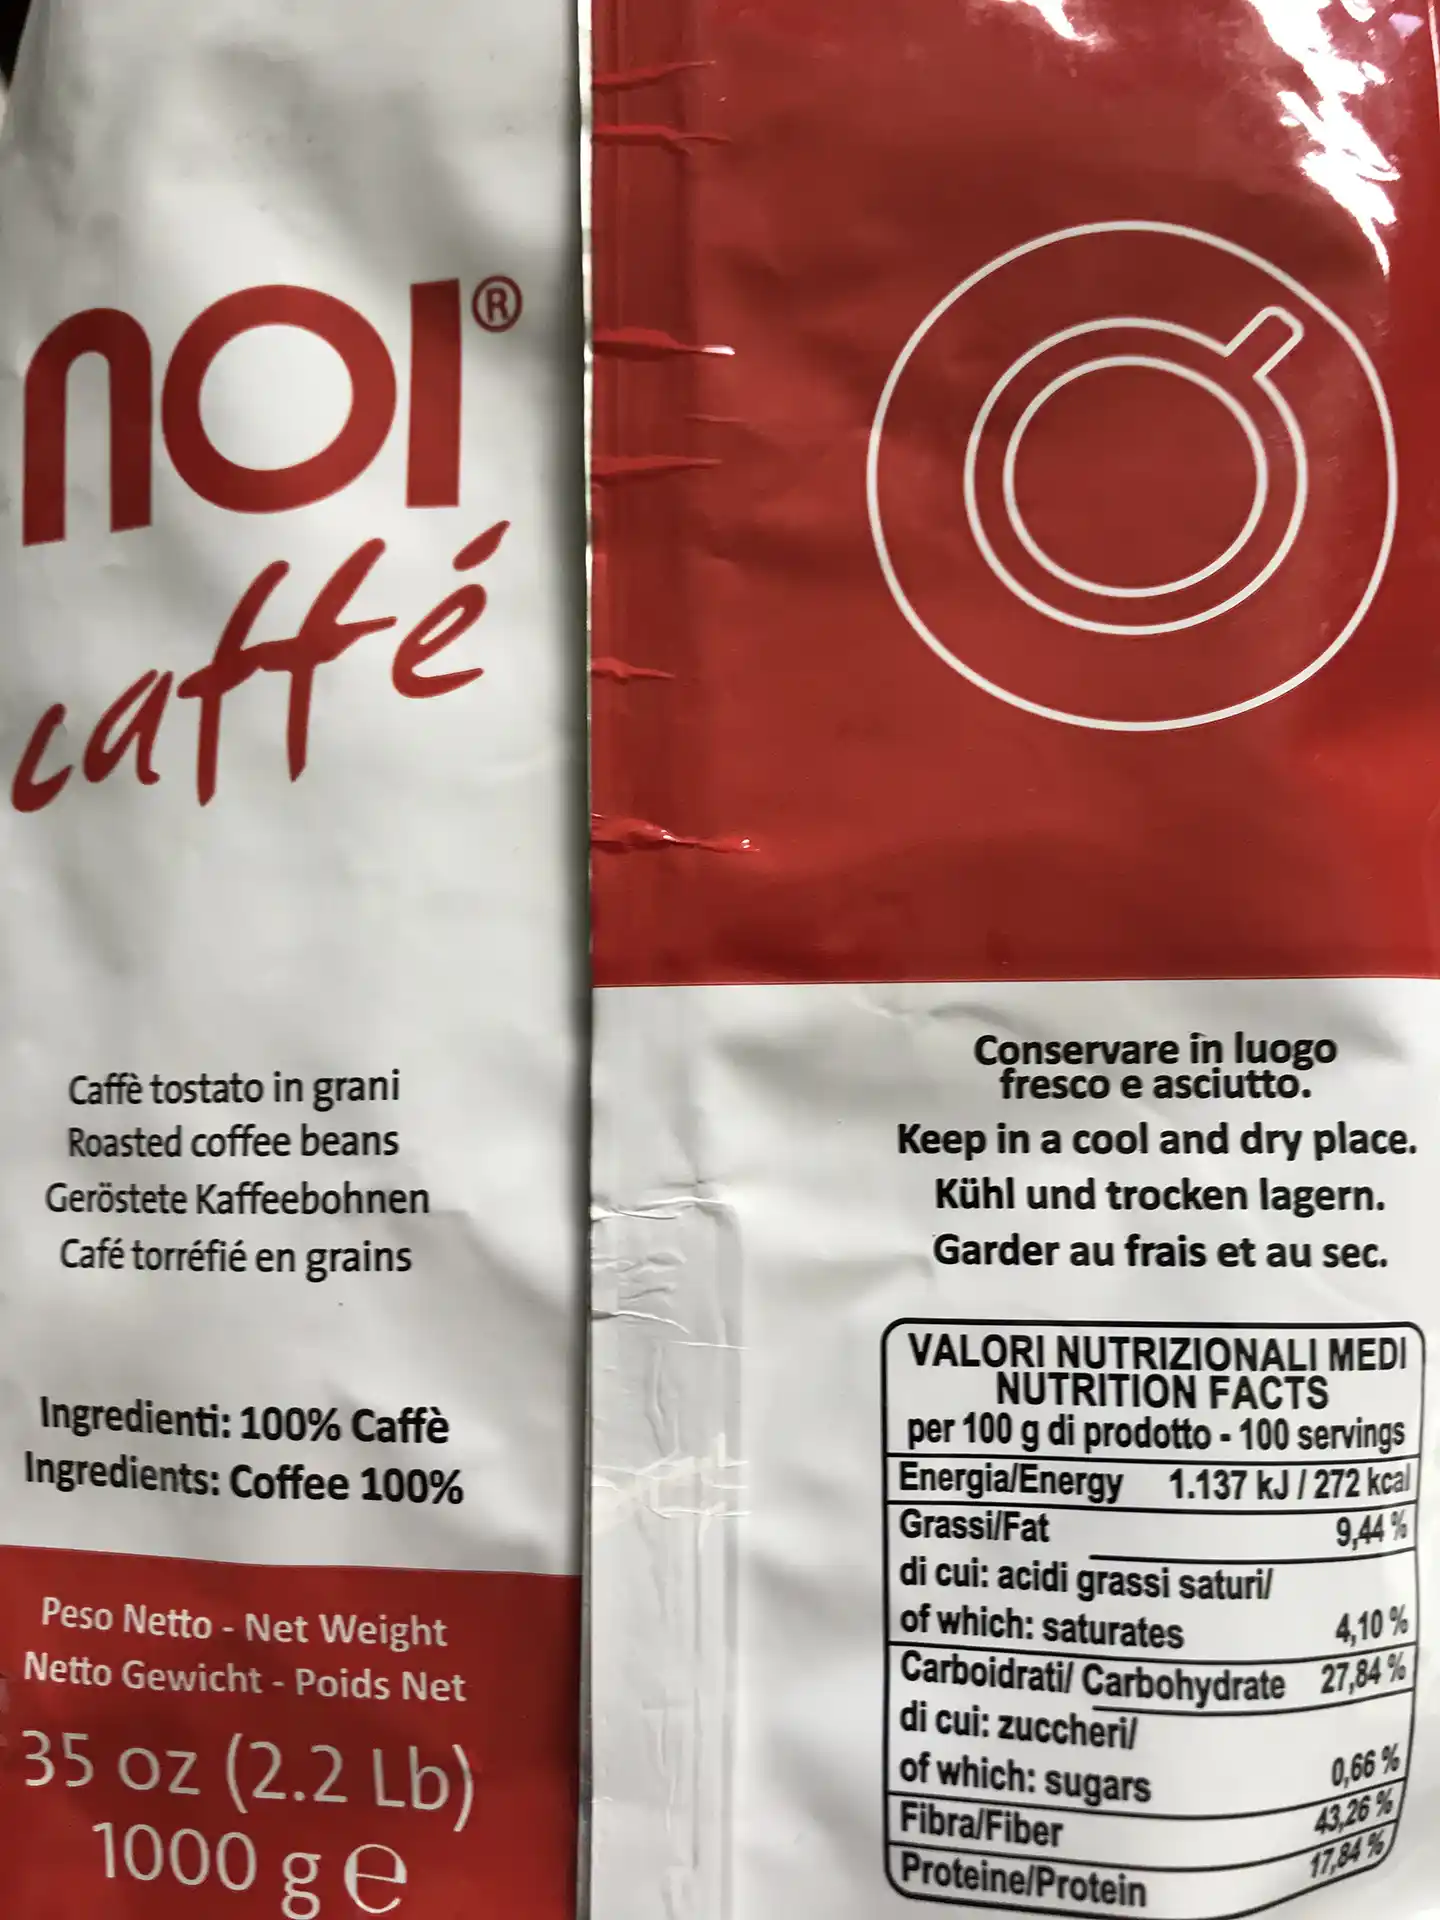 noi®
caffé
Caffè tostato in grani
Roasted coffee beans
Geröstete Kaffeebohnen
Café torréfié en grains
Ingredienti: 100% Caffè
Ingredients: Coffee 100%
Peso Netto - Net Weight
Netto Gewicht - Poids Net
35 oz (2.2 Lb)
1000 g e
Conservare in luogo
fresco e asciutto.
Keep in a cool and dry place.
Kühl und trocken lagern.
Garder au frais et au sec.
VALORI NUTRIZIONALI MEDI
NUTRITION FACTS
per 100 g di prodotto - 100 servings
Energia/Energy 1.137 kJ / 272 kcal
Grassi/Fat 9,44 %
di cui: acidi grassi saturi/
of which: saturates 4,10 %
Carboidrati/ Carbohydrate 27,84 %
di cui: zuccheri/
of which: sugars 0,66 %
Fibra/Fiber 43,26 %
Proteine/Protein 17,84 %